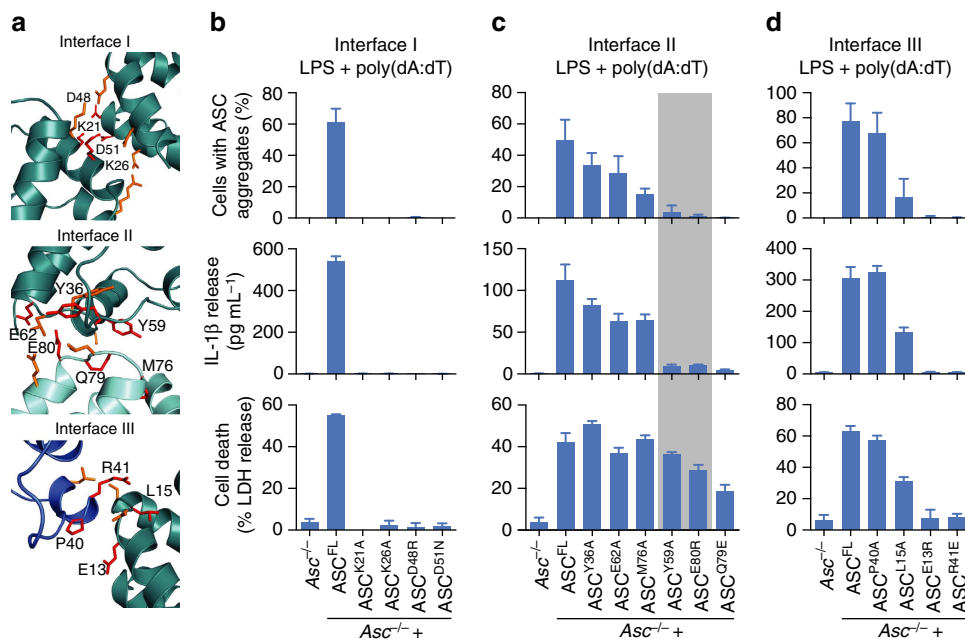 a
Interface I
D48
K21
D51
K26
Interface II
Y36
Y59
E62
E80
Q79
M76
Interface III
R41
L15
P40
E13
b
Interface I
LPS + poly(dA:dT)
Cells with ASC
aggregates (%)
80
60
40
20
0
IL-1β release
(pg mL⁻¹)
600
400
200
0
Cell death
(% LDH release)
60
40
20
0
Asc⁻/⁻
ASC^FL
ASC^K21A
ASC^K26A
ASC^D48R
ASC^D51N
Asc⁻/⁻ +
c
Interface II
LPS + poly(dA:dT)
80
60
40
20
0
150
100
50
0
60
40
20
0
Asc⁻/⁻
ASC^FL
ASC^Y36A
ASC^E62A
ASC^M76A
ASC^Y59A
ASC^E80R
ASC^Q79E
Asc⁻/⁻ +
d
Interface III
LPS + poly(dA:dT)
100
80
60
40
20
0
400
300
200
100
0
80
60
40
20
0
Asc⁻/⁻
ASC^FL
ASC^P40A
ASC^L15A
ASC^E13R
ASC^R41E
Asc⁻/⁻ +